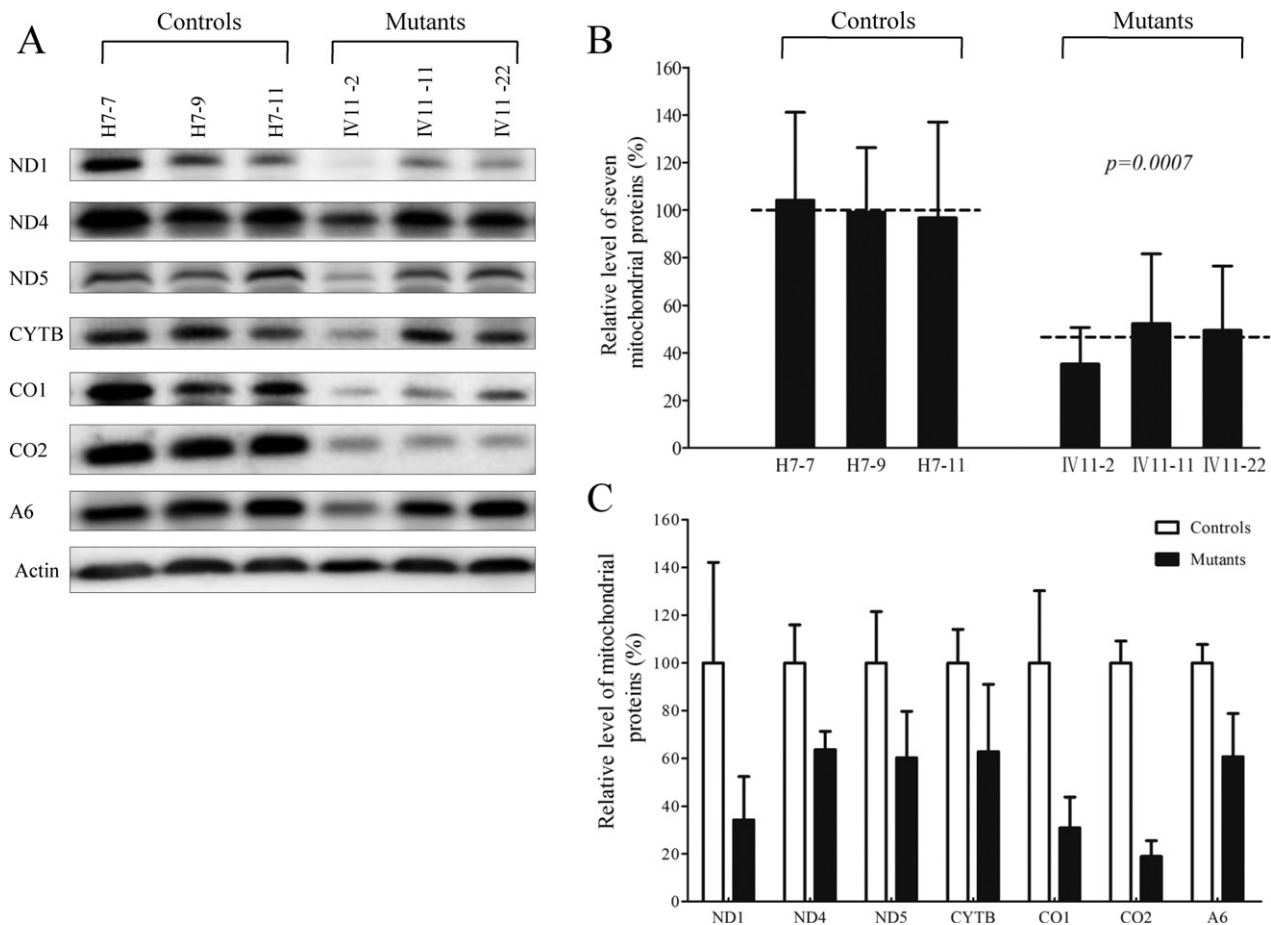 A
Controls
Mutants
H7-7
H7-9
H7-11
IV11-2
IV11-11
IV11-22
ND1
ND4
ND5
CYTB
CO1
CO2
A6
Actin
B
Controls
Mutants
Relative level of seven
mitochondrial proteins (%)
160
140
120
100
80
60
40
20
0
p=0.0007
H7-7
H7-9
H7-11
IV11-2
IV11-11
IV11-22
C
Relative level of mitochondrial
proteins (%)
160
140
120
100
80
60
40
20
0
Controls
Mutants
ND1
ND4
ND5
CYTB
CO1
CO2
A6